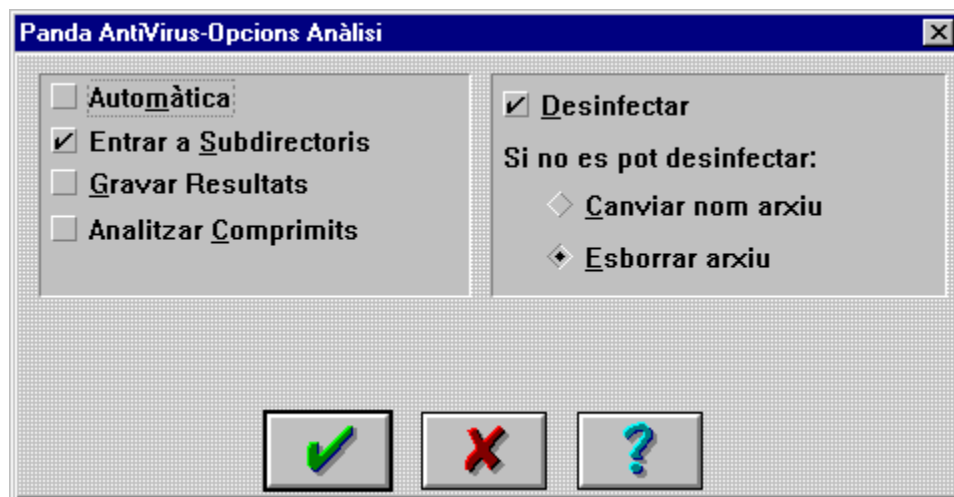 Panda AntiVirus-Opcions Anàlisi
Automàtica
Entrar a Subdirectoris
Gravar Resultats
Analitzar Comprimits
Desinfectar
Si no es pot desinfectar:
Canviar nom arxiu
Esborrar arxiu